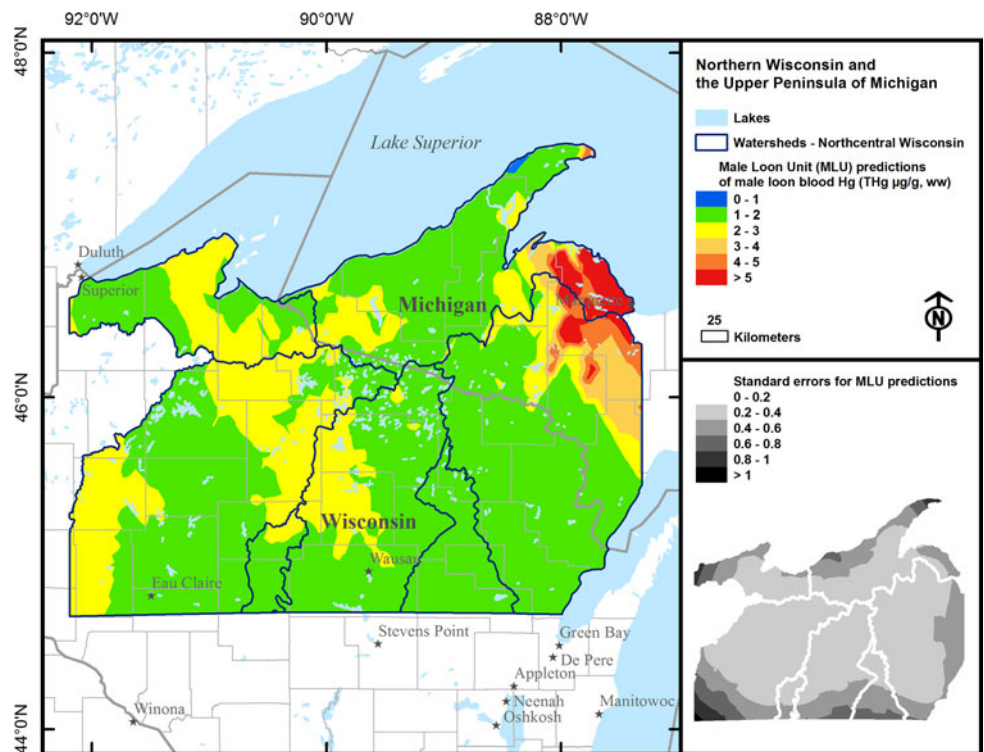 92°0'W
90°0'W
88°0'W
48°0'N
46°0'N
44°0'N
Lake Superior
Duluth
Superior
Michigan
Wisconsin
Wausau
Eau Claire
Stevens Point
Green Bay
De Pere
Appleton
Neenah
Oshkosh
Manitowoc
Winona
Northern Wisconsin and
the Upper Peninsula of Michigan
Lakes
Watersheds - Northcentral Wisconsin
Male Loon Unit (MLU) predictions
of male loon blood Hg (THg µg/g, ww)
0 - 1
1 - 2
2 - 3
3 - 4
4 - 5
> 5
25
Kilometers
N
Standard errors for MLU predictions
0 - 0.2
0.2 - 0.4
0.4 - 0.6
0.6 - 0.8
0.8 - 1
> 1